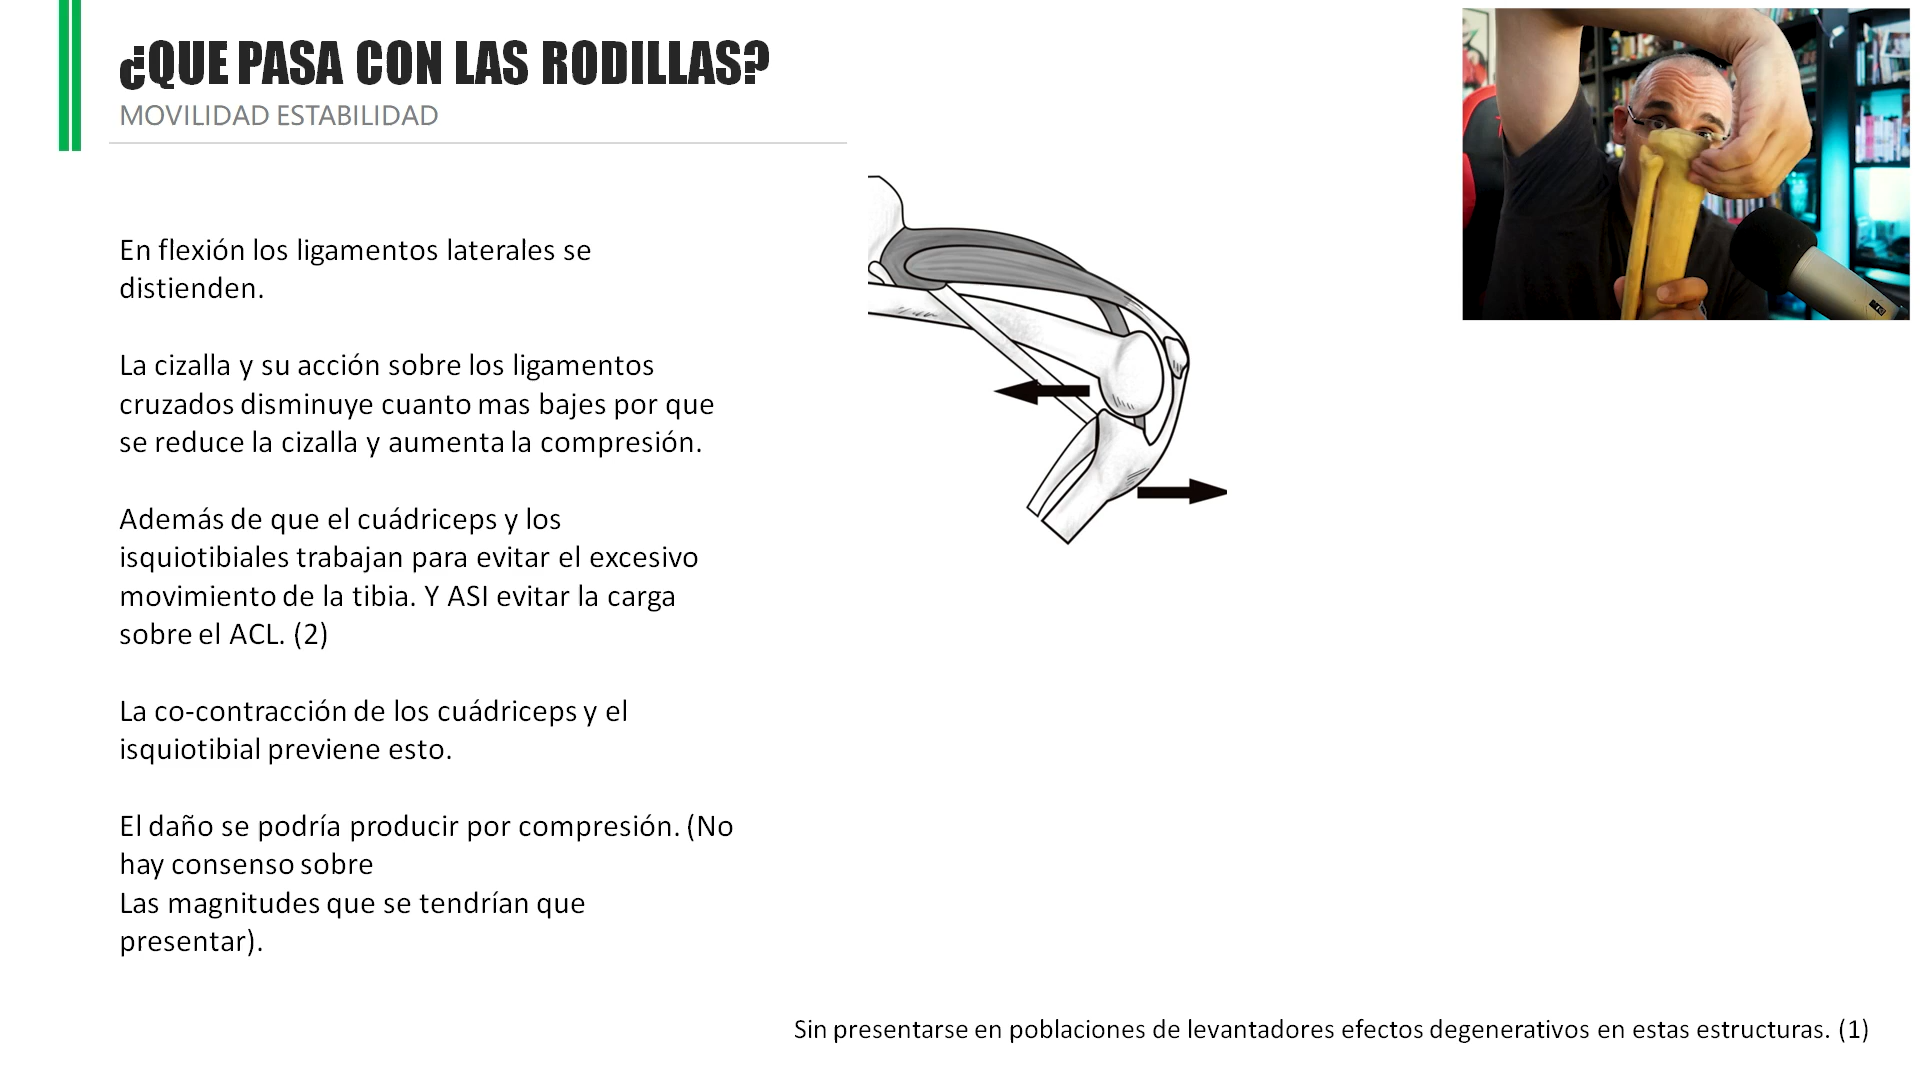 ¿QUE PASA CON LAS RODILLAS?
MOVILIDAD ESTABILIDAD
En flexión los ligamentos laterales se
distienden.
La cizalla y su acción sobre los ligamentos
cruzados disminuye cuanto mas bajes por que
se reduce la cizalla y aumenta la compresión.
Además de que el cuádriceps y los
isquiotibiales trabajan para evitar el excesivo
movimiento de la tibia. Y ASI evitar la carga
sobre el ACL. (2)
La co-contracción de los cuádriceps y el
isquiotibial previene esto.
El daño se podría producir por compresión. (No
hay consenso sobre
Las magnitudes que se tendrían que
presentar).
Sin presentarse en poblaciones de levantadores efectos degenerativos en estas estructuras. (1)